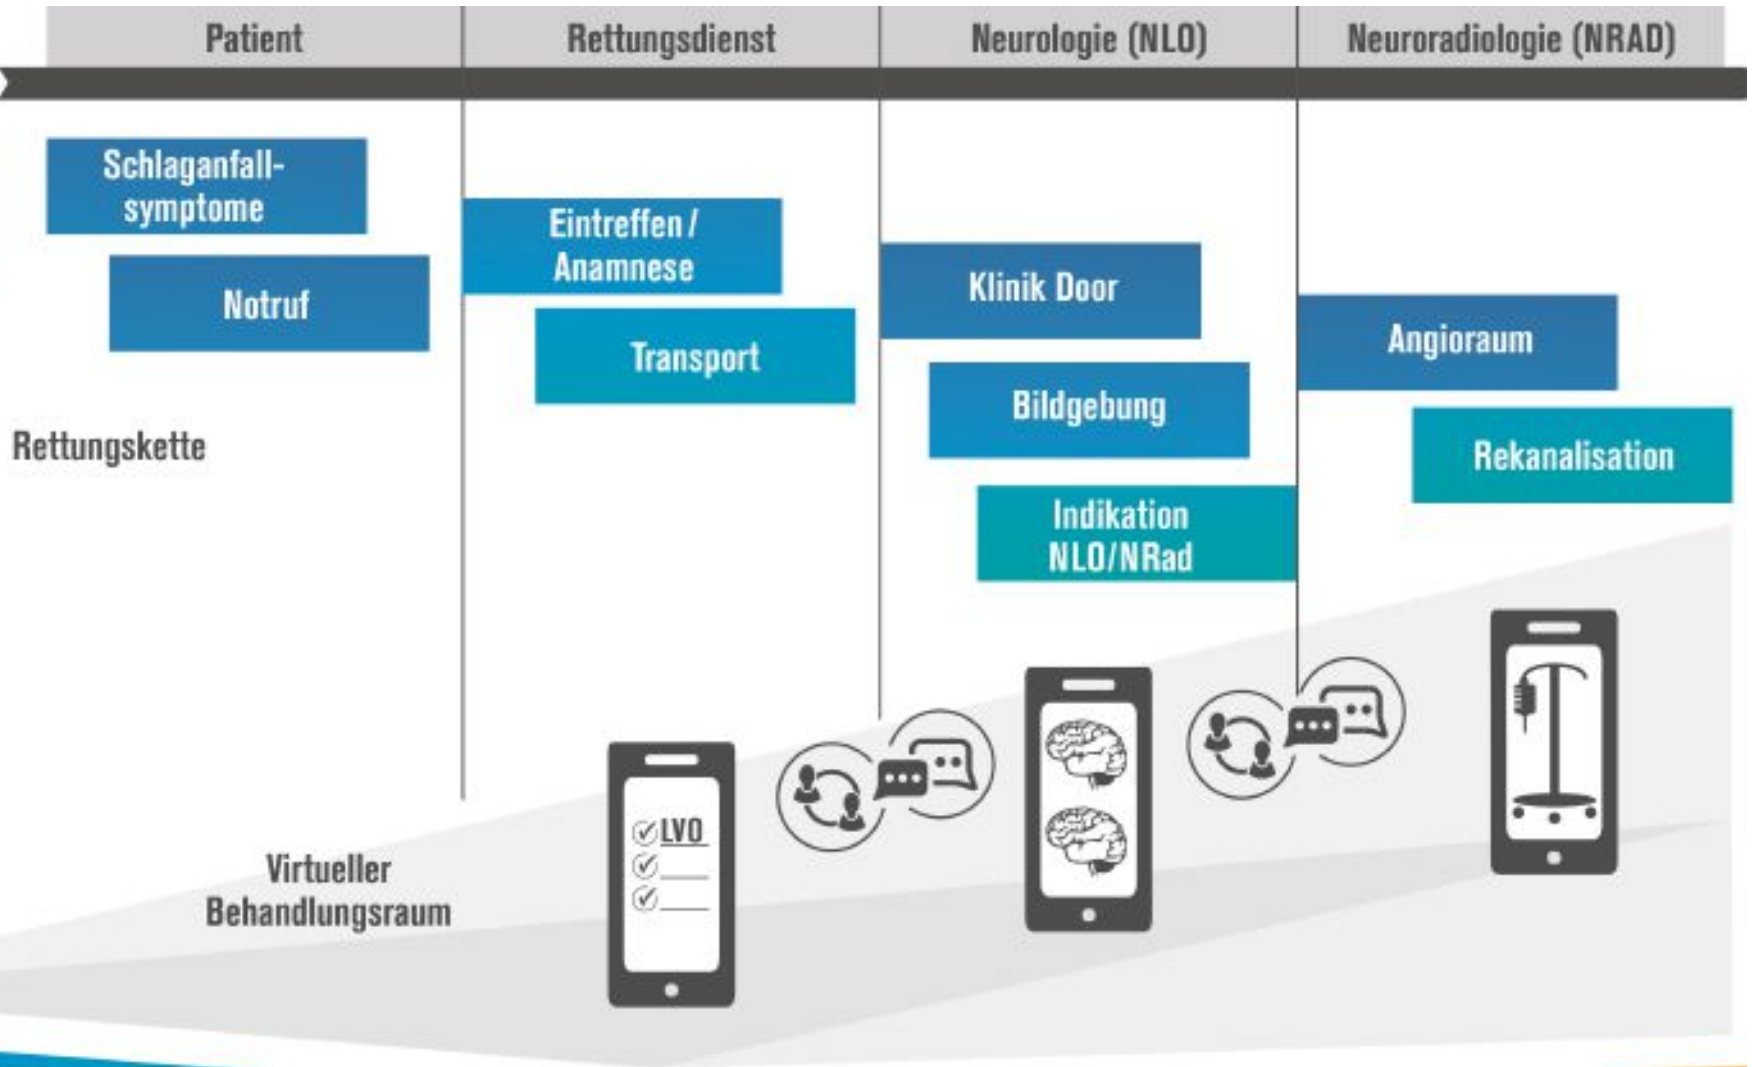 Patient
Rettungsdienst
Neurologie (NLO)
Neuroradiologie (NRAD)
Schlaganfall-
symptome
Notruf
Eintreffen /
Anamnese
Transport
Klinik Door
Bildgebung
Indikation
NLO/NRad
Angioraum
Rekanalisation
Rettungskette
Virtueller
Behandlungsraum
LVO